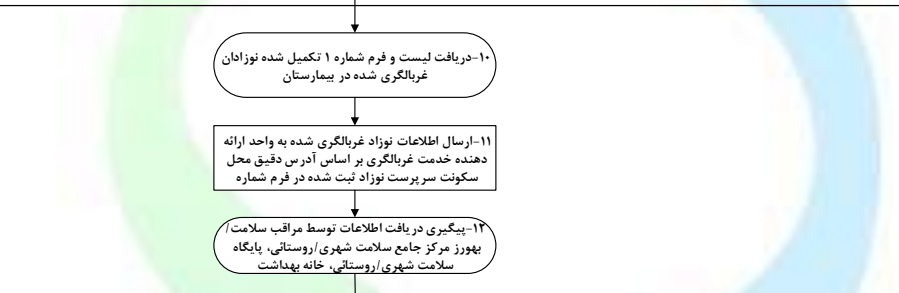 ۱۰-دریافت لیست و فرم شماره ۱ تکمیل شده نوزادان
غربالگری شده در بیمارستان
۱۱-ارسال اطلاعات نوزاد غربالگری شده به واحد ارائه
دهنده خدمت غربالگری بر اساس آدرس دقیق محل
سکونت سرپرست نوزاد ثبت شده در فرم شماره
۱۲-پیگیری دریافت اطلاعات توسط مراقب سلامت/
بهورز مرکز جامع سلامت شهری/روستائی، پایگاه
سلامت شهری/روستائی، خانه بهداشت